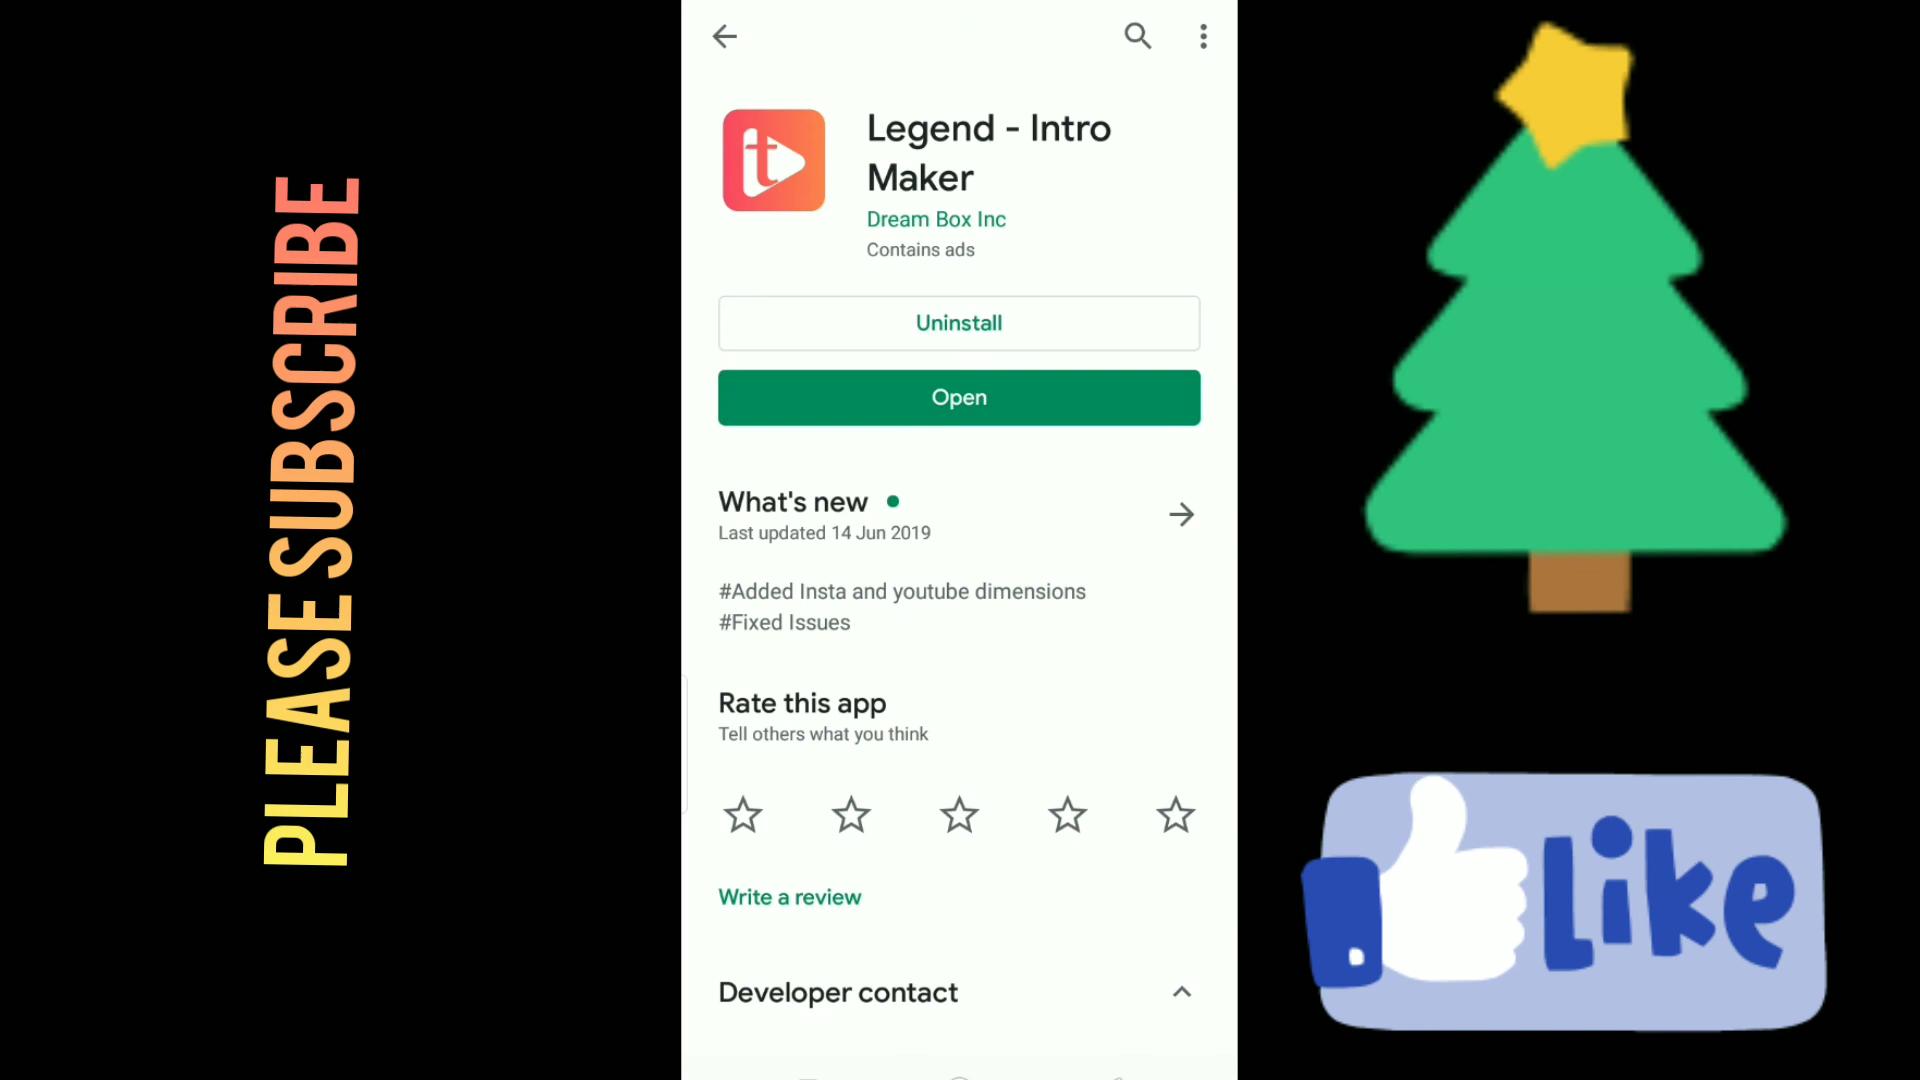 PLEASE SUBSCRIBE
t
Legend - Intro
Maker
Dream Box Inc
Contains ads
Uninstall
Open
What's new
Last updated 14 Jun 2019
#Added Insta and youtube dimensions
#Fixed Issues
Rate this app
Tell others what you think
Write a review
Developer contact
Like